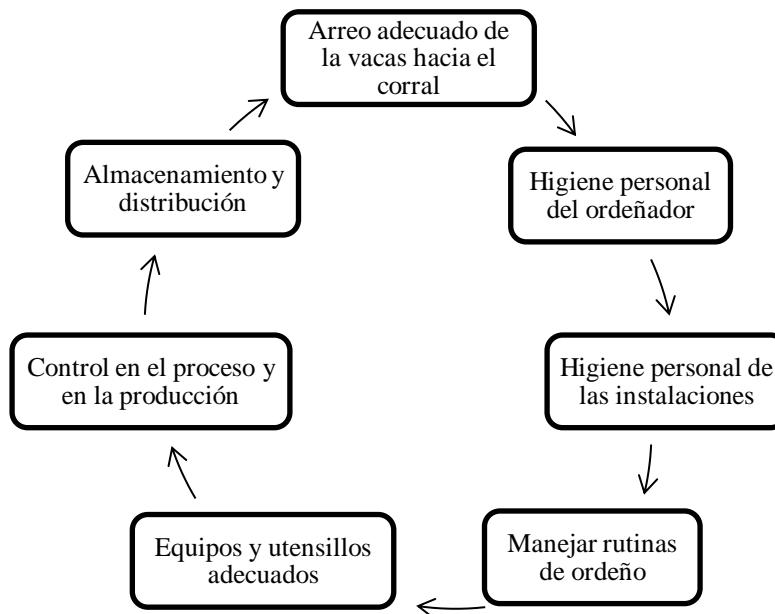 Arreo adecuado de
la vacas hacia el
corral
Higiene personal
del ordeñador
Higiene personal de
las instalaciones
Manejar rutinas
de ordeño
Equipos y utensillos
adecuados
Control en el proceso y
en la producción
Almacenamiento y
distribución